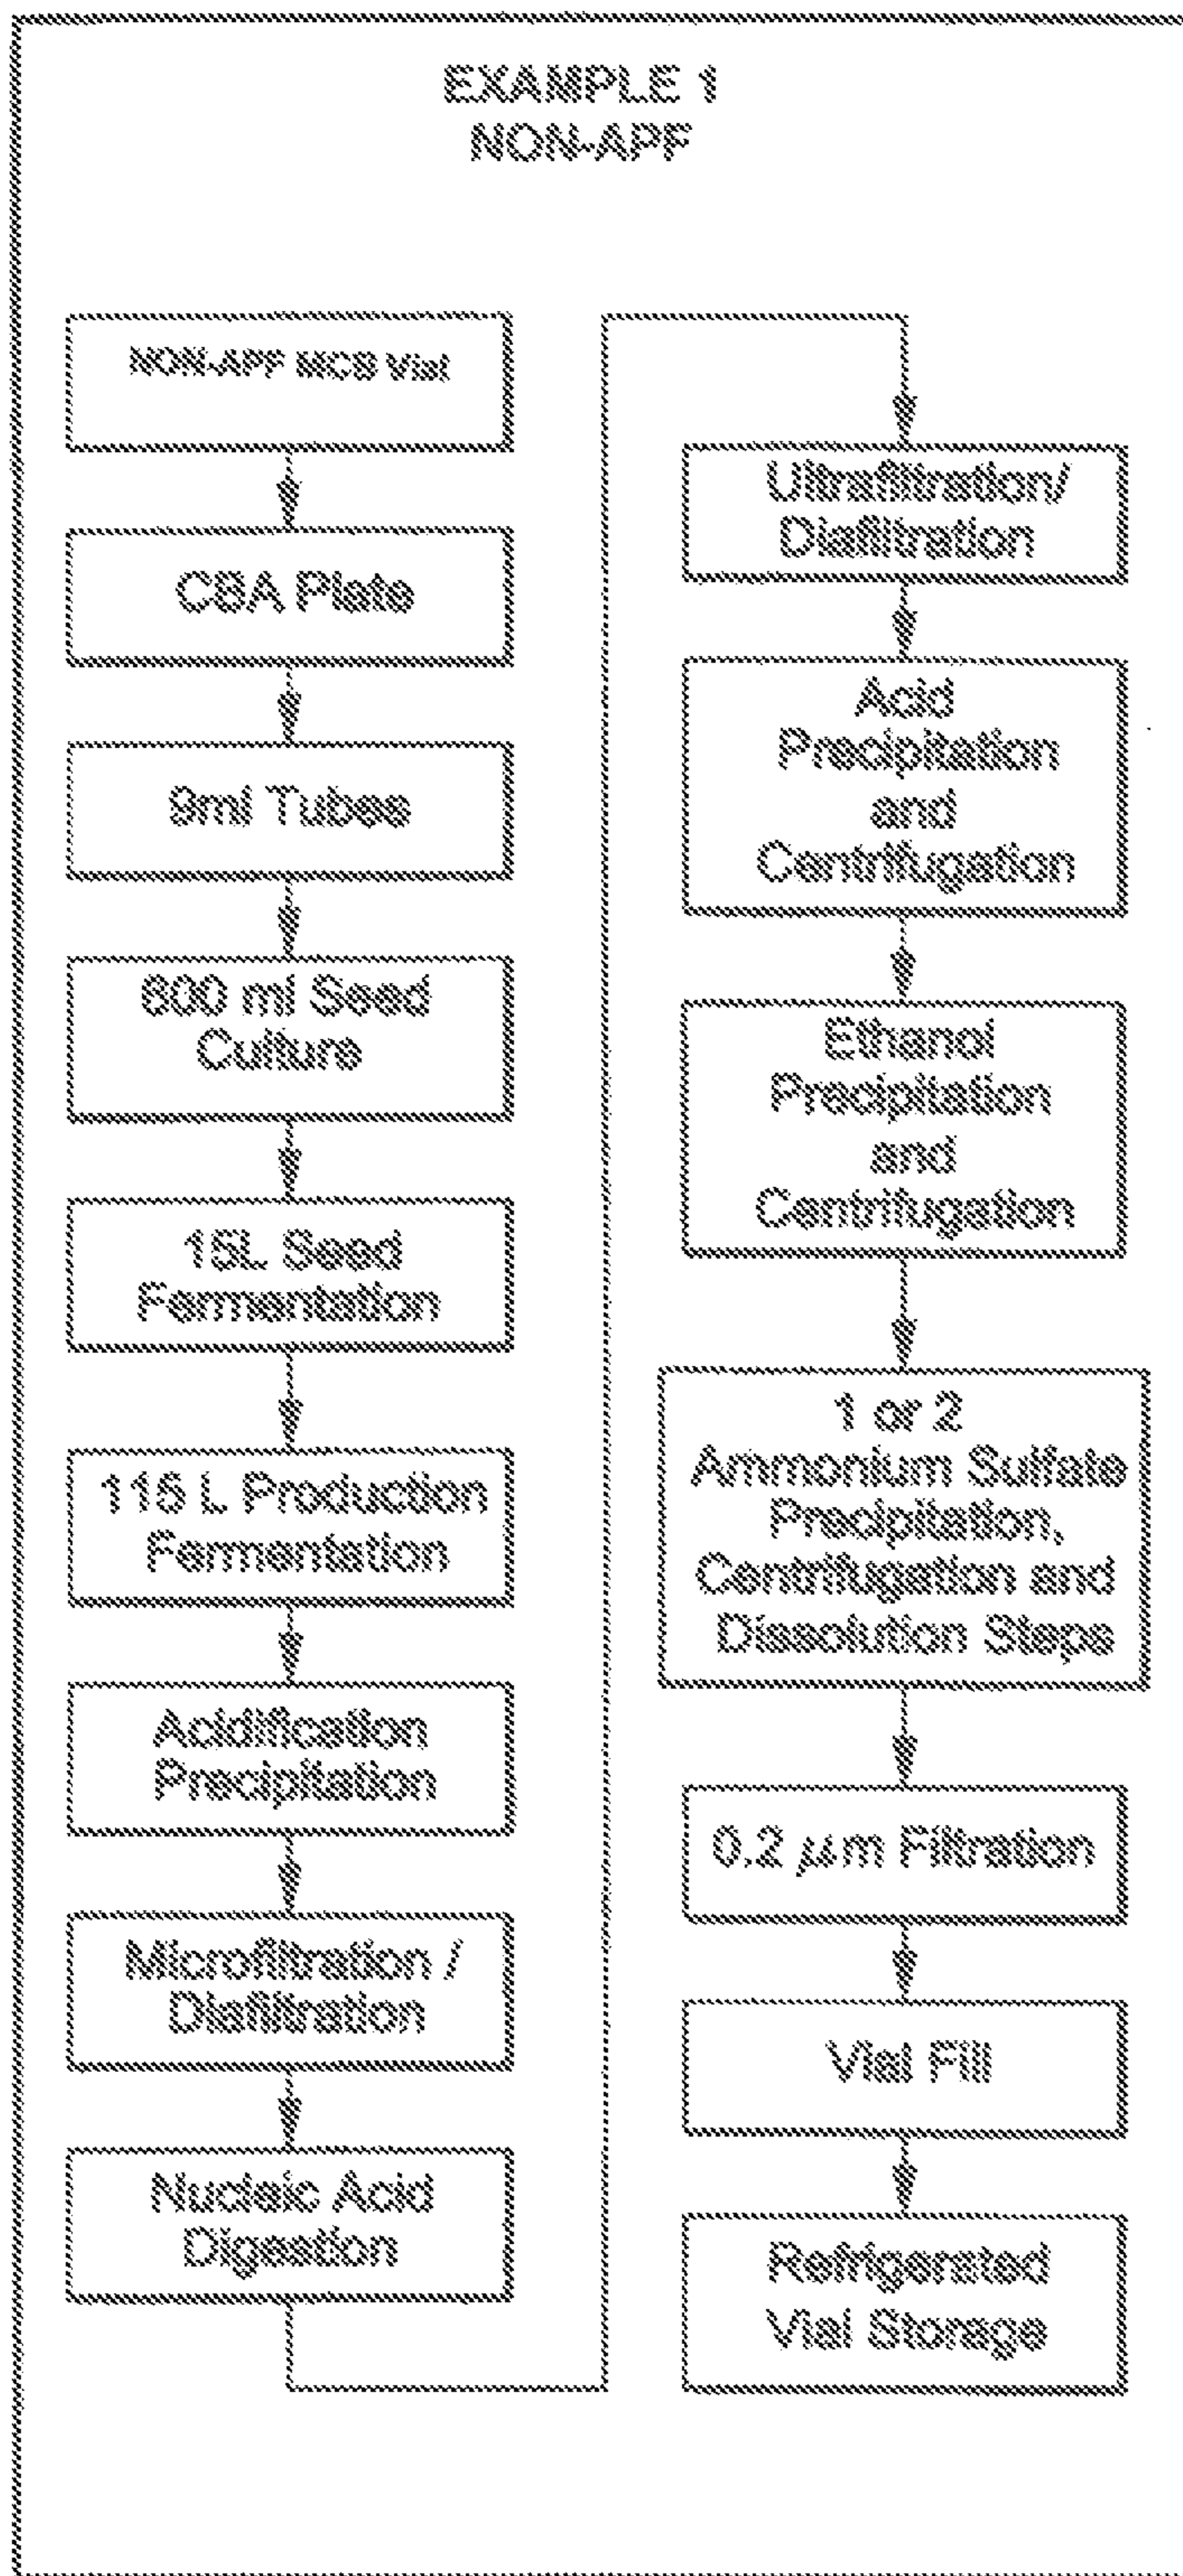 EXAMPLE 1
NON-APF
NON-APF MCB Vial
CBA Plate
9ml Tubes
600 ml Seed
Culture
15L Seed
Fermentation
115 L Production
Fermentation
Acidification
Precipitation
Microfiltration /
Diafiltration
Nucleic Acid
Digestion
Ultrafiltration/
Diafiltration
Acid
Precipitation
and
Centrifugation
Ethanol
Precipitation
and
Centrifugation
1 or 2
Ammonium Sulfate
Precipitation,
Centrifugation and
Dissolution Steps
0.2 μm Filtration
Vial Fill
Refrigerated
Vial Storage